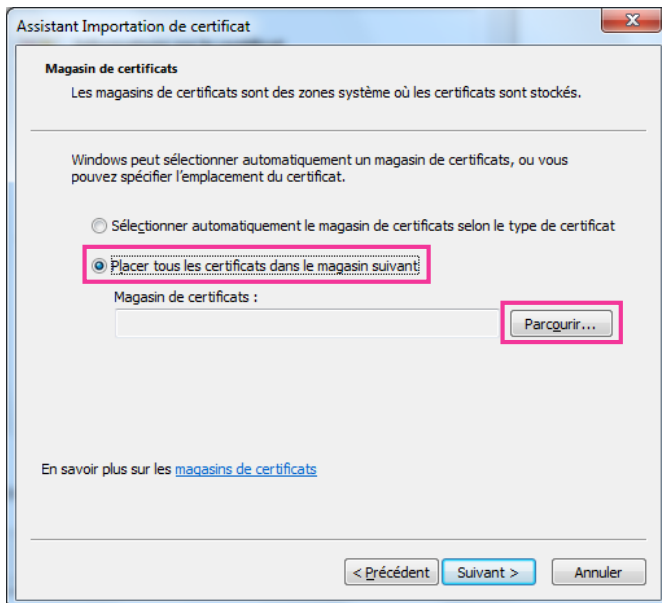 Assistant Importation de certificat
Magasin de certificats
Les magasins de certificats sont des zones système où les certificats sont stockés.
Windows peut sélectionner automatiquement un magasin de certificats, ou vous
pouvez spécifier l'emplacement du certificat.
Sélectionner automatiquement le magasin de certificats selon le type de certificat
Placer tous les certificats dans le magasin suivant
Magasin de certificats :
Parcourir...
En savoir plus sur les magasins de certificats
< Précédent
Suivant >
Annuler